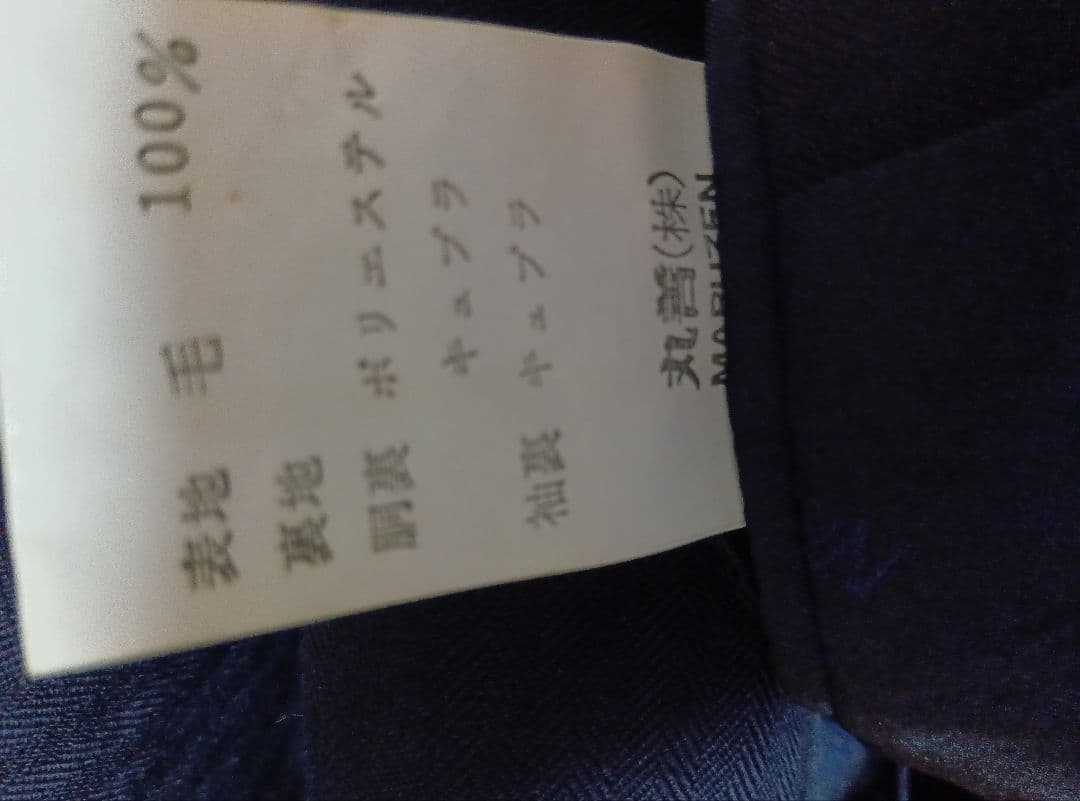 表地 毛 100%
裏地
胴裏 ポリエステル
キュプラ
袖裏 キュプラ
丸善(株)
MARUZEN